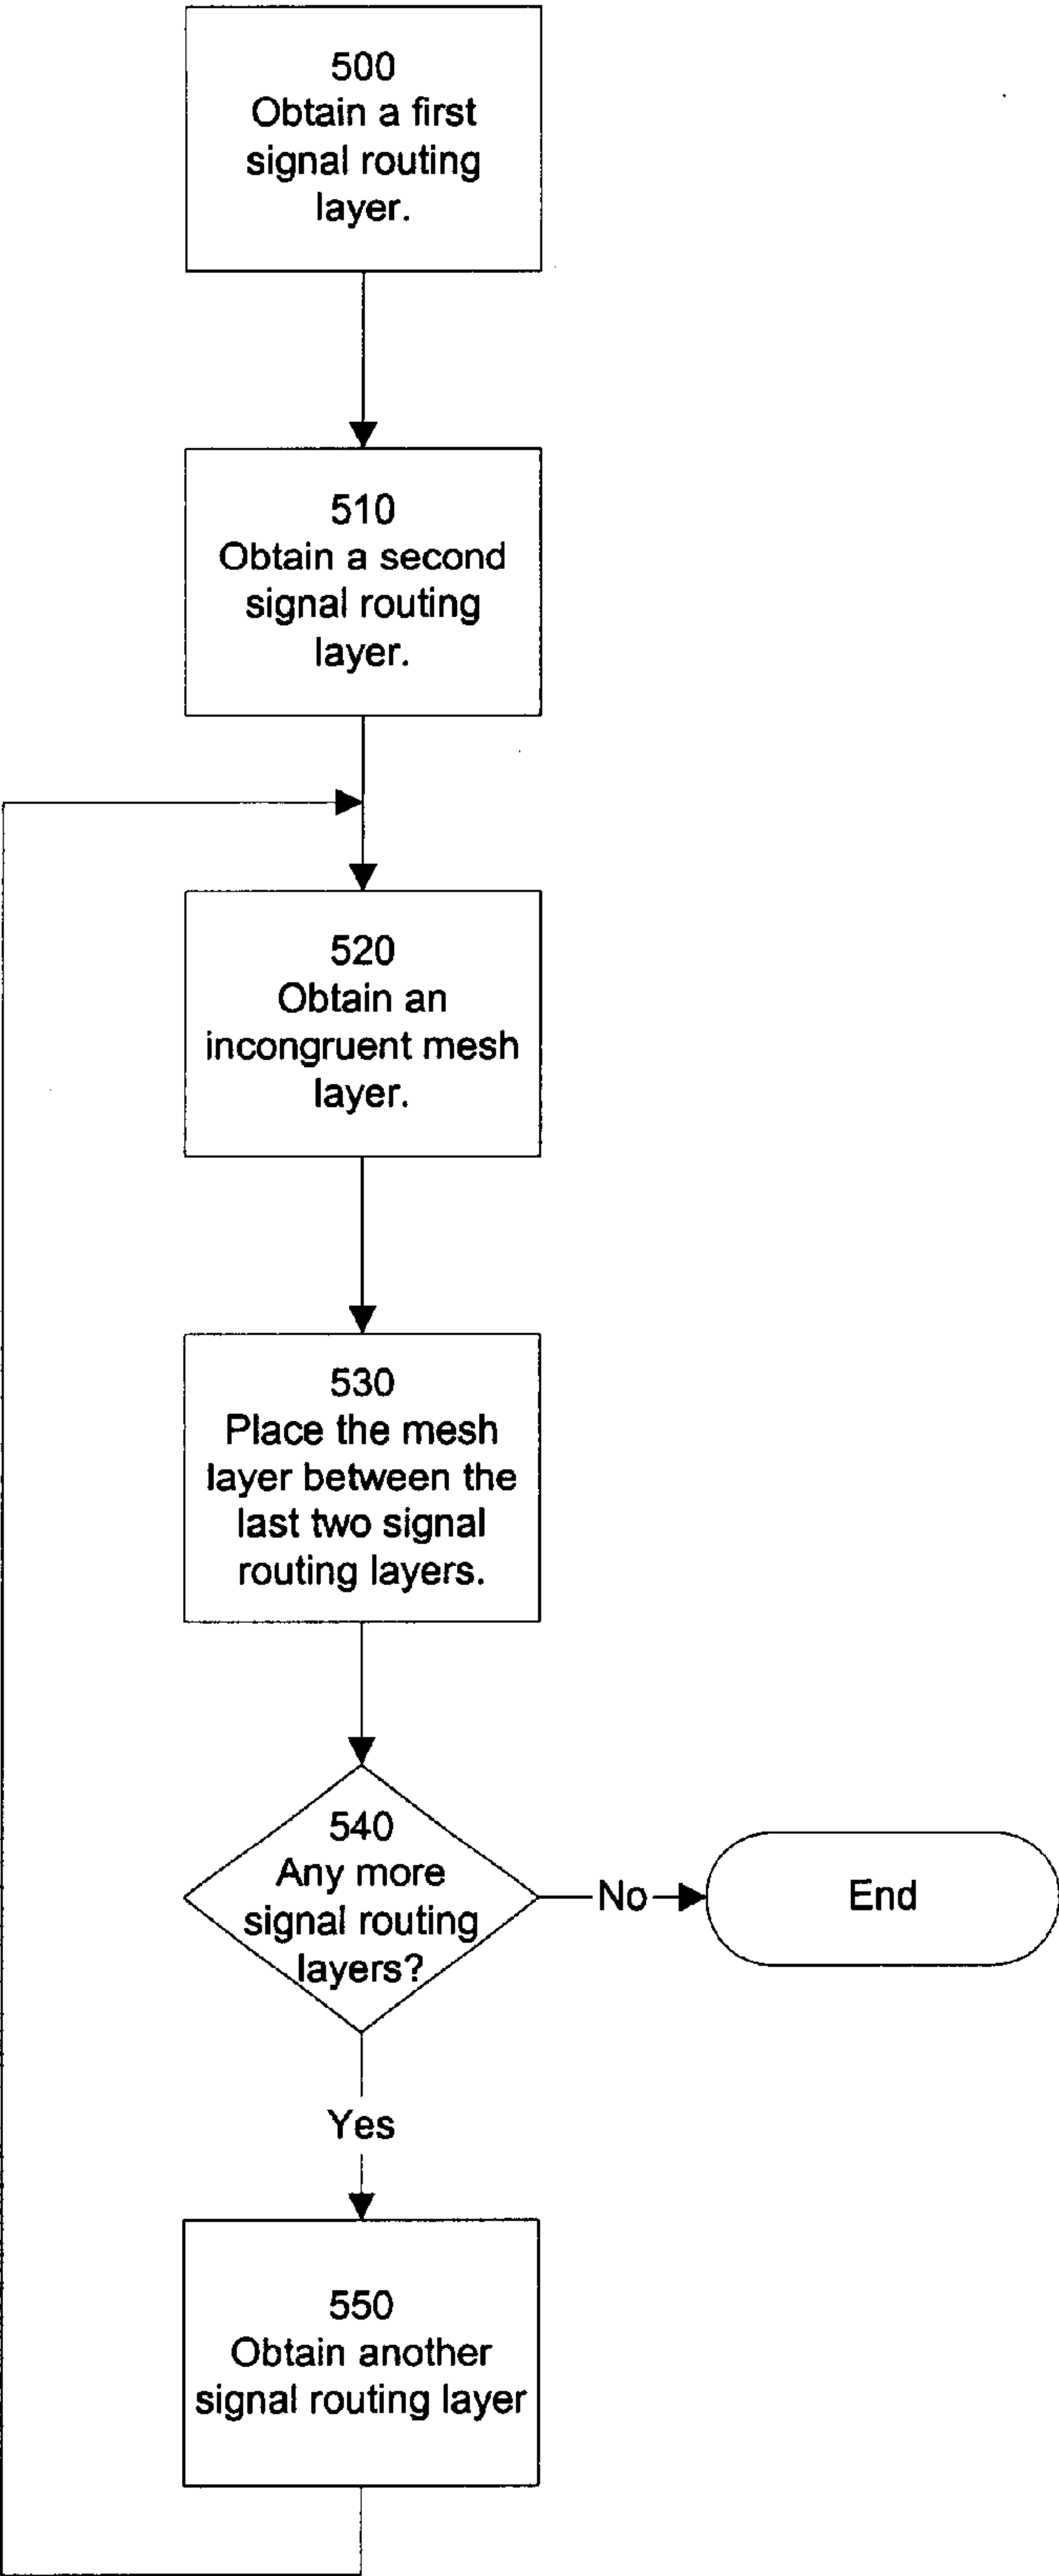 500
Obtain a first
signal routing
layer.
510
Obtain a second
signal routing
layer.
520
Obtain an
incongruent mesh
layer.
530
Place the mesh
layer between the
last two signal
routing layers.
540
Any more
signal routing
layers?
No
End
Yes
550
Obtain another
signal routing layer